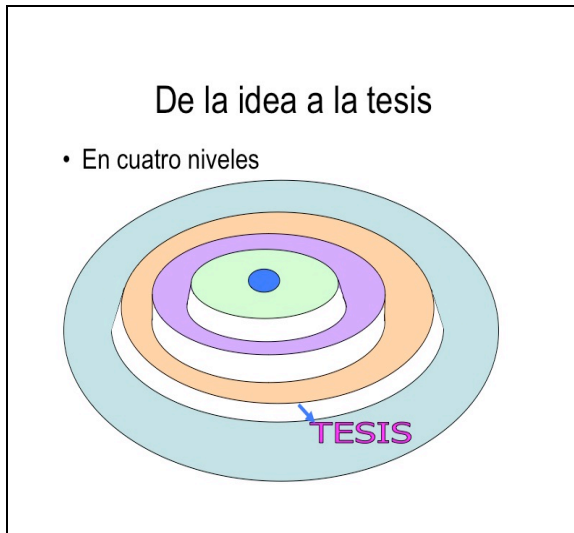 De la idea a la tesis
• En cuatro niveles
TESIS